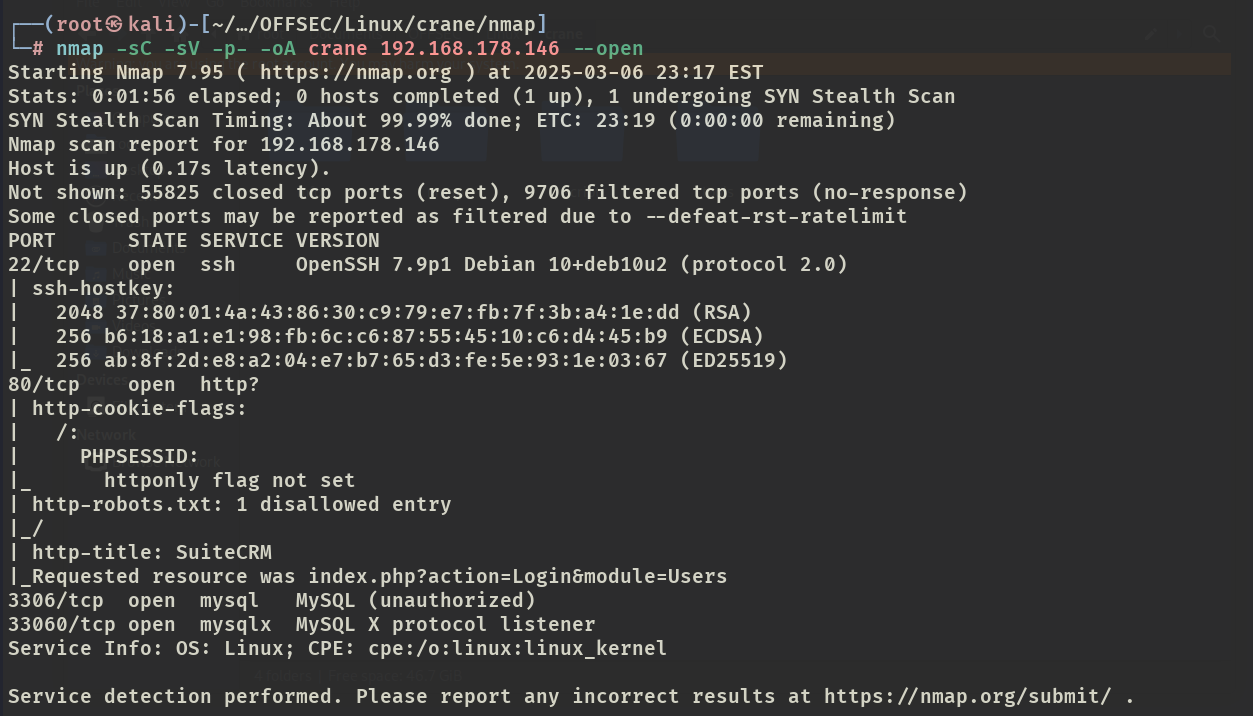 ┌──(root㉿kali)-[~/…/OFFSEC/Linux/crane/nmap]
└─# nmap -sC -sV -p- -oA crane 192.168.178.146 --open
Starting Nmap 7.95 ( https://nmap.org ) at 2025-03-06 23:17 EST
Stats: 0:01:56 elapsed; 0 hosts completed (1 up), 1 undergoing SYN Stealth Scan
SYN Stealth Scan Timing: About 99.99% done; ETC: 23:19 (0:00:00 remaining)
Nmap scan report for 192.168.178.146
Host is up (0.17s latency).
Not shown: 55825 closed tcp ports (reset), 9706 filtered tcp ports (no-response)
Some closed ports may be reported as filtered due to --defeat-rst-ratelimit
PORT      STATE SERVICE VERSION
22/tcp    open  ssh     OpenSSH 7.9p1 Debian 10+deb10u2 (protocol 2.0)
| ssh-hostkey:
|   2048 37:80:01:4a:43:86:30:c9:79:e7:fb:7f:3b:a4:1e:dd (RSA)
|   256 b6:18:a1:e1:98:fb:6c:c6:87:55:45:10:c6:d4:45:b9 (ECDSA)
|_  256 ab:8f:2d:e8:a2:04:e7:b7:65:d3:fe:5e:93:1e:03:67 (ED25519)
80/tcp    open  http?
| http-cookie-flags:
|   /:
|     PHPSESSID:
|_      httponly flag not set
| http-robots.txt: 1 disallowed entry
|_/
| http-title: SuiteCRM
|_Requested resource was index.php?action=Login&module=Users
3306/tcp  open  mysql   MySQL (unauthorized)
33060/tcp open  mysqlx  MySQL X protocol listener
Service Info: OS: Linux; CPE: cpe:/o:linux:linux_kernel
Service detection performed. Please report any incorrect results at https://nmap.org/submit/ .